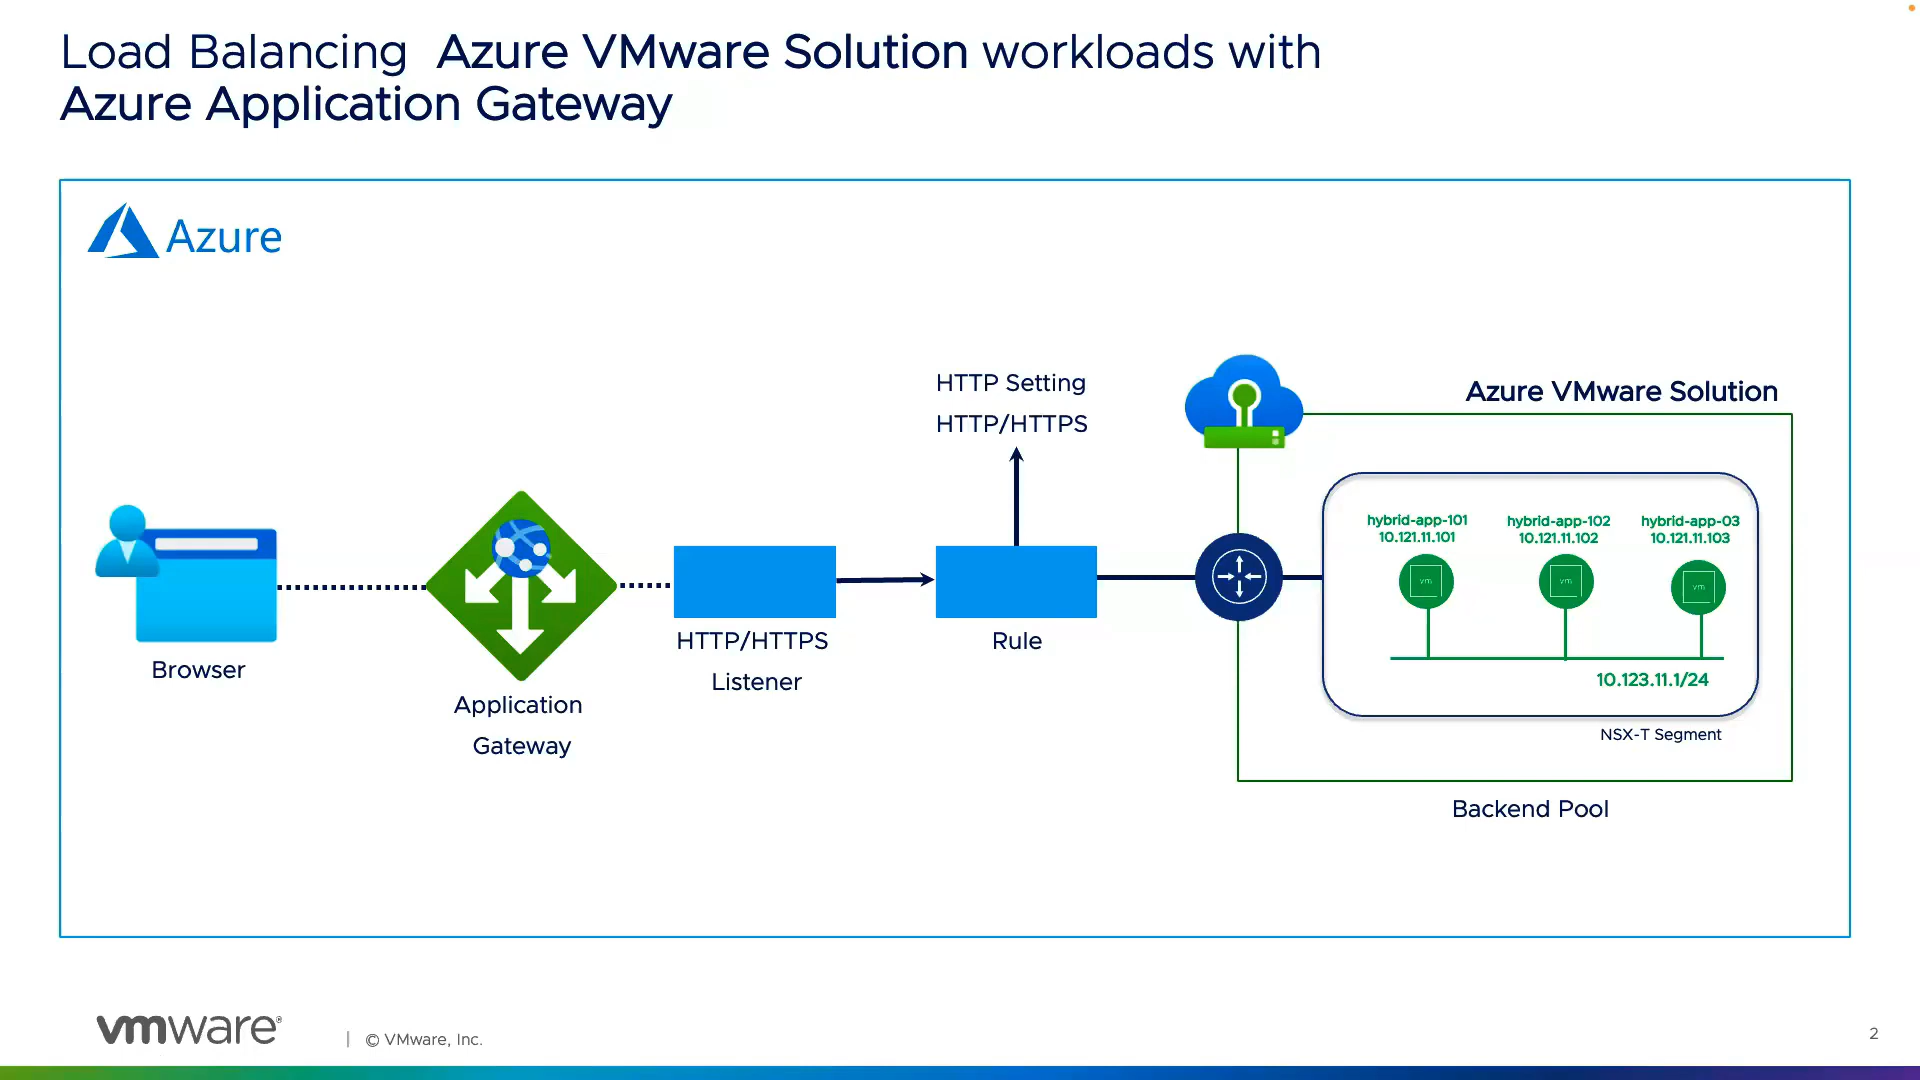 Load Balancing Azure VMware Solution workloads with
Azure Application Gateway
Azure
HTTP Setting
HTTP/HTTPS
Azure VMware Solution
hybrid-app-101
10.121.11.101
hybrid-app-102
10.121.11.102
hybrid-app-03
10.121.11.103
vm
vm
vm
10.123.11.1/24
NSX-T Segment
Backend Pool
Browser
Application
Gateway
HTTP/HTTPS
Listener
Rule
vmware®
| © VMware, Inc.
2